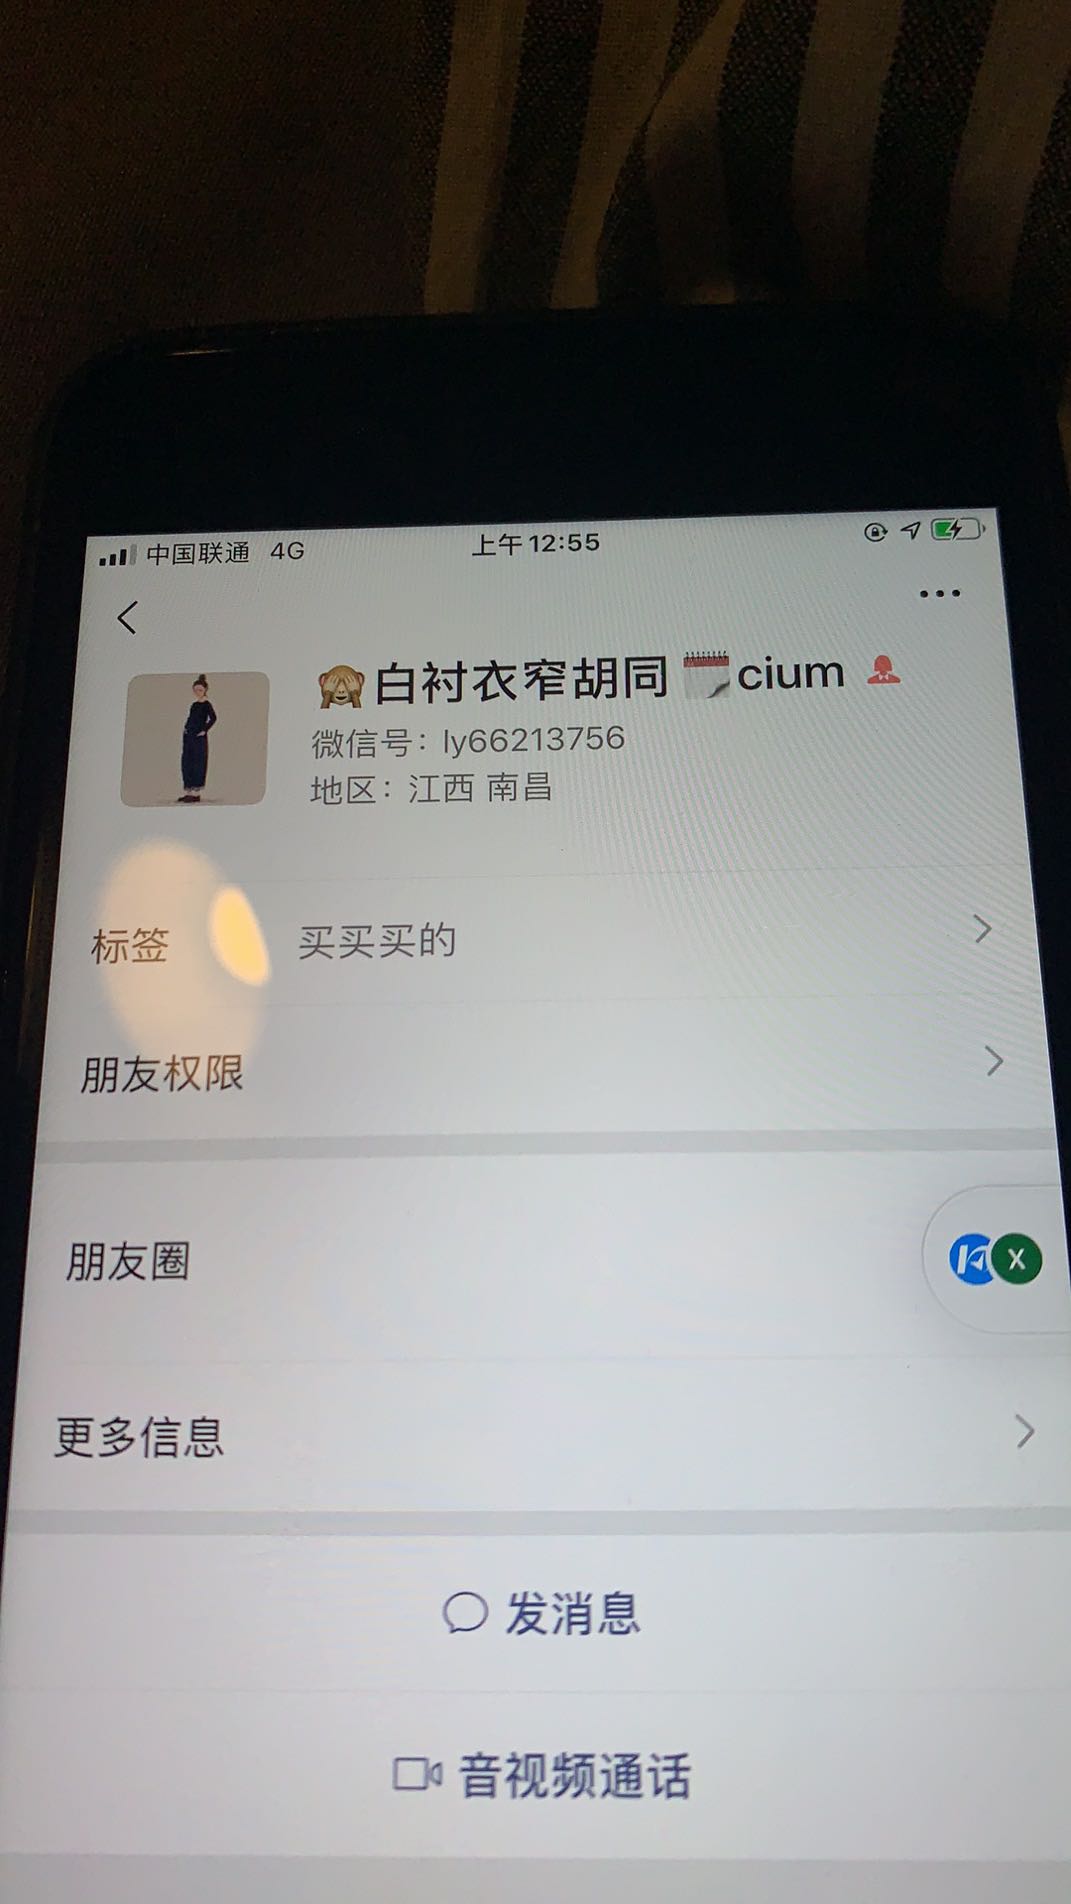 中国联通 4G 上午12:55
🙈白衬衣窄胡同🗓cium
微信号：ly66213756
地区：江西 南昌
标签 买买买的
朋友权限
朋友圈
X
更多信息
发消息
音视频通话